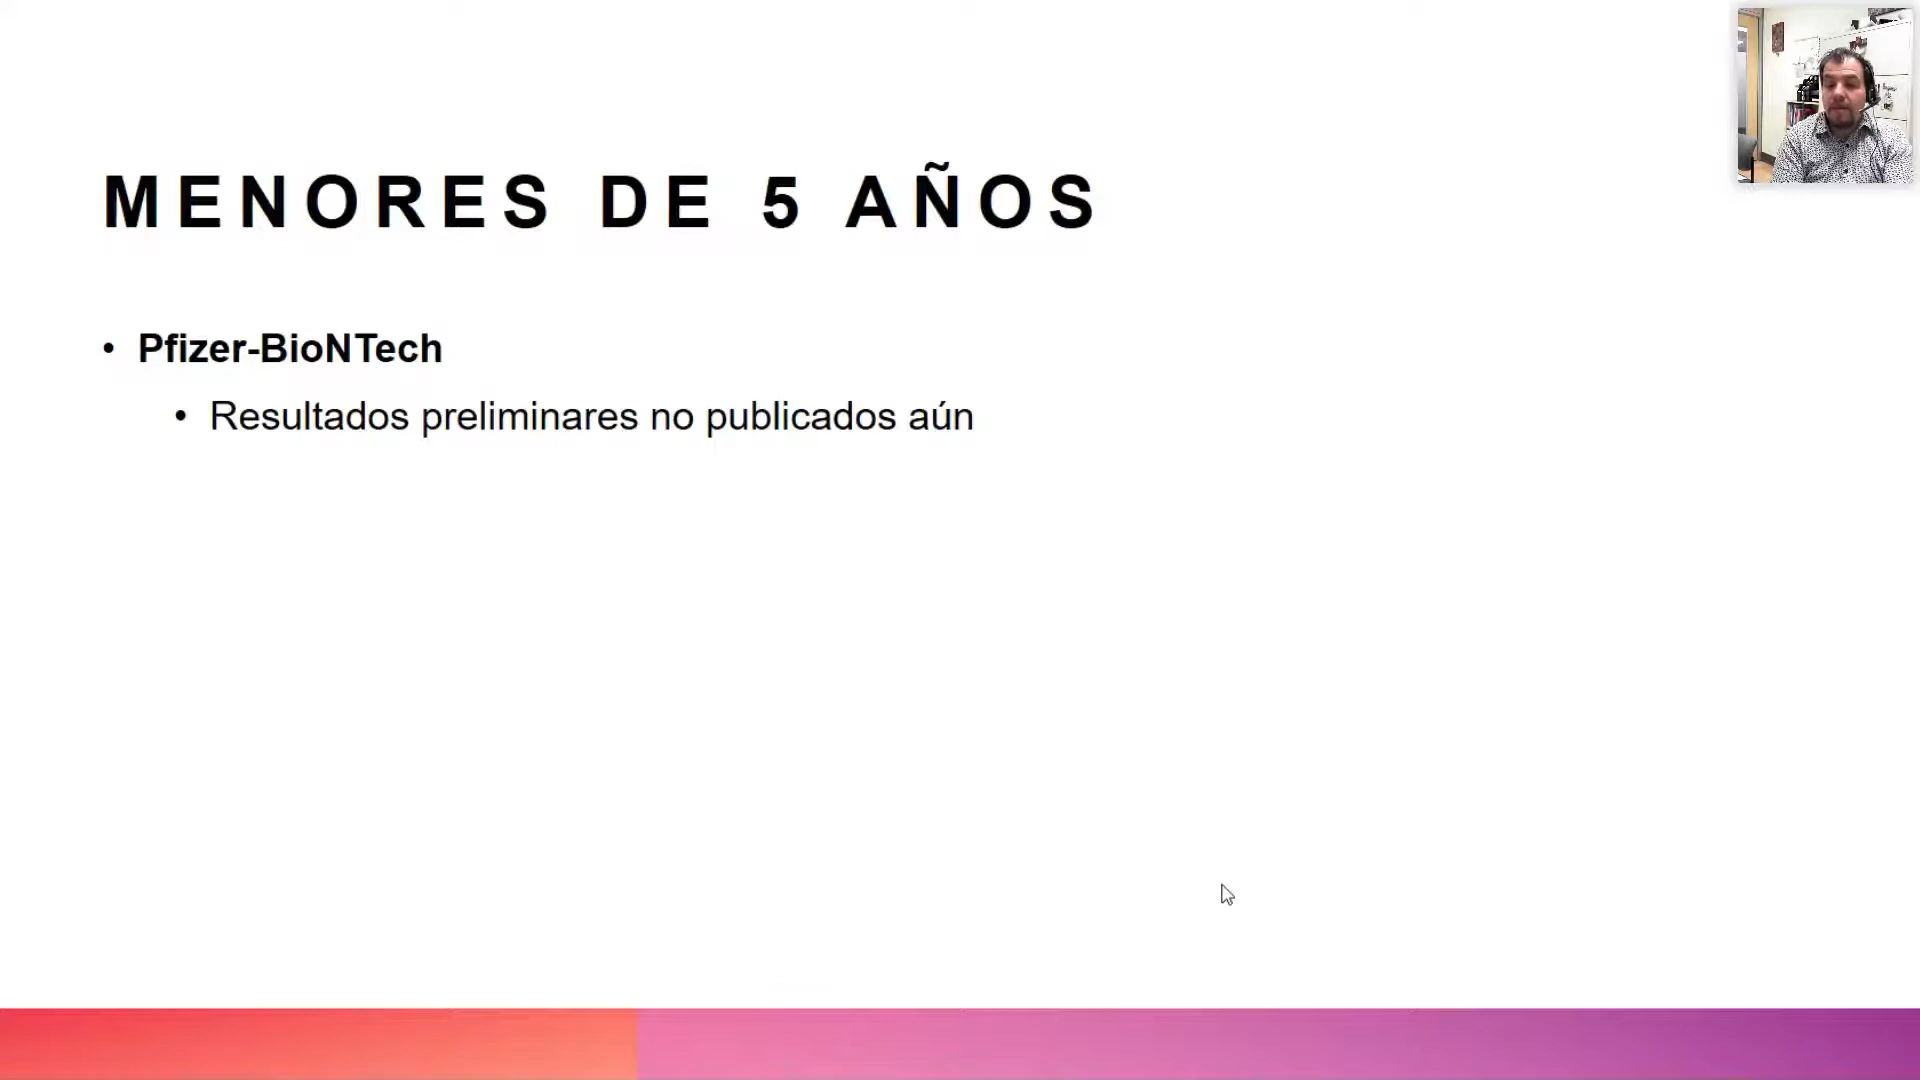 MENORES DE 5 AÑOS
• Pfizer-BioNTech
• Resultados preliminares no publicados aún